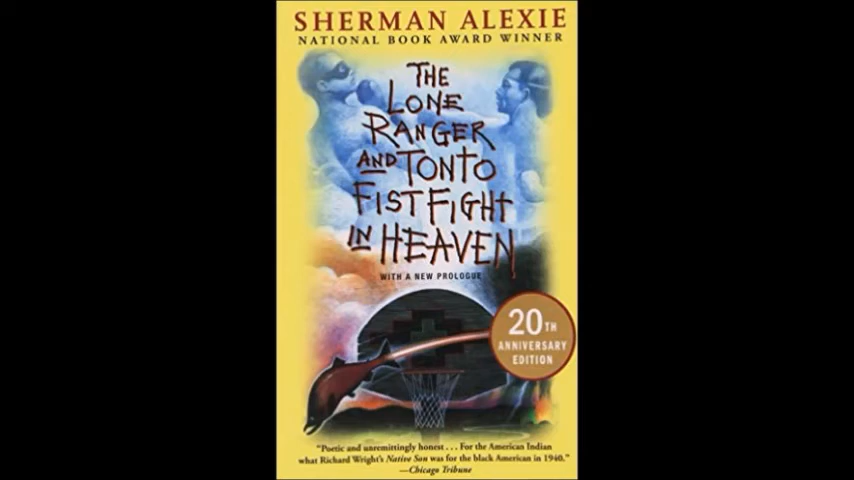 SHERMAN ALEXIE
NATIONAL BOOK AWARD WINNER
THE
LONE
RANGER
AND TONTO
FIST FIGHT
IN HEAVEN
WITH A NEW PROLOGUE
20TH
ANNIVERSARY
EDITION
"Poetic and unremittingly honest . . . For the American Indian
what Richard Wright's Native Son was for the black American in 1940."
—Chicago Tribune